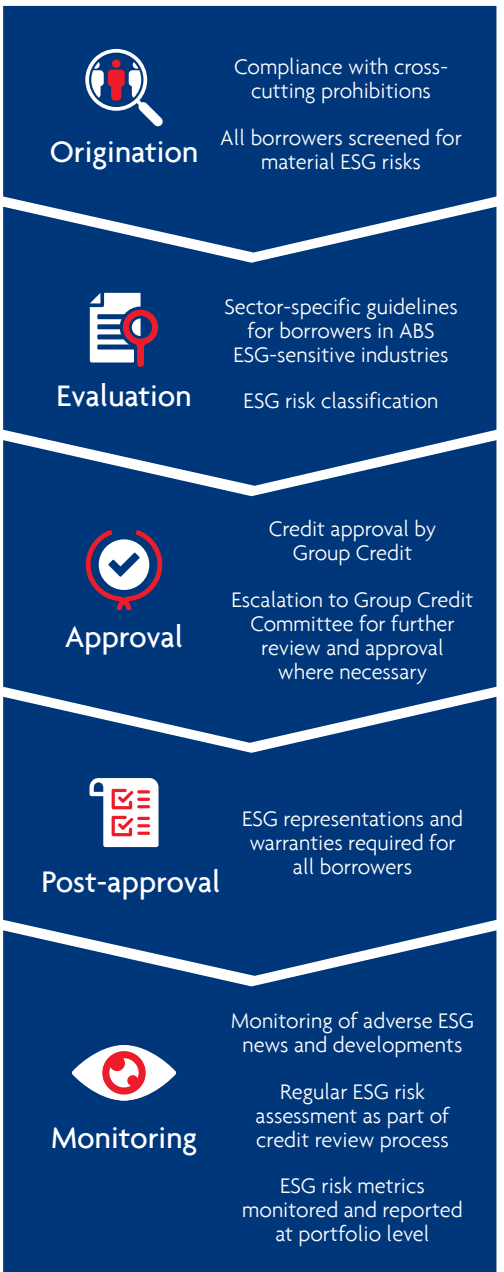 Origination
Compliance with cross-
cutting prohibitions
All borrowers screened for
material ESG risks
Evaluation
Sector-specific guidelines
for borrowers in ABS
ESG-sensitive industries
ESG risk classification
Approval
Credit approval by
Group Credit
Escalation to Group Credit
Committee for further
review and approval
where necessary
Post-approval
ESG representations and
warranties required for
all borrowers
Monitoring
Monitoring of adverse ESG
news and developments
Regular ESG risk
assessment as part of
credit review process
ESG risk metrics
monitored and reported
at portfolio level